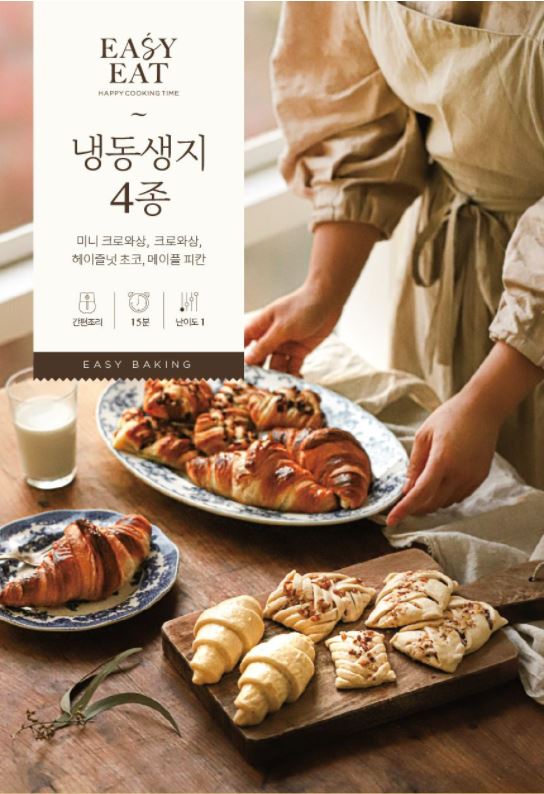 EASY
EAT
HAPPY COOKING TIME
~
냉동생지
4종
미니 크로와상, 크로와상,
헤이즐넛 초코, 메이플 피칸
간편조리 15분 난이도 1
EASY BAKING